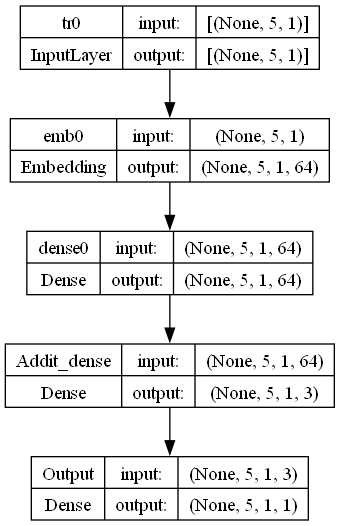 tr0 input: [(None, 5, 1)]
InputLayer output: [(None, 5, 1)]
emb0 input: (None, 5, 1)
Embedding output: (None, 5, 1, 64)
dense0 input: (None, 5, 1, 64)
Dense output: (None, 5, 1, 64)
Addit_dense input: (None, 5, 1, 64)
Dense output: (None, 5, 1, 3)
Output input: (None, 5, 1, 3)
Dense output: (None, 5, 1, 1)